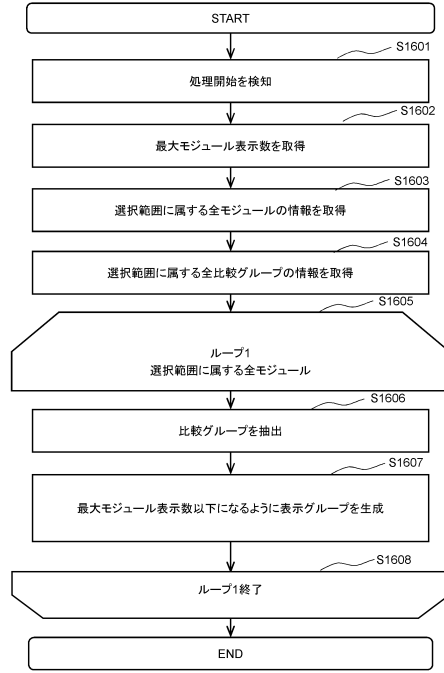 START
S1601
処理開始を検知
S1602
最大モジュール表示数を取得
S1603
選択範囲に属する全モジュールの情報を取得
S1604
選択範囲に属する全比較グループの情報を取得
S1605
ループ1
選択範囲に属する全モジュール
S1606
比較グループを抽出
S1607
最大モジュール表示数以下になるように表示グループを生成
S1608
ループ1終了
END